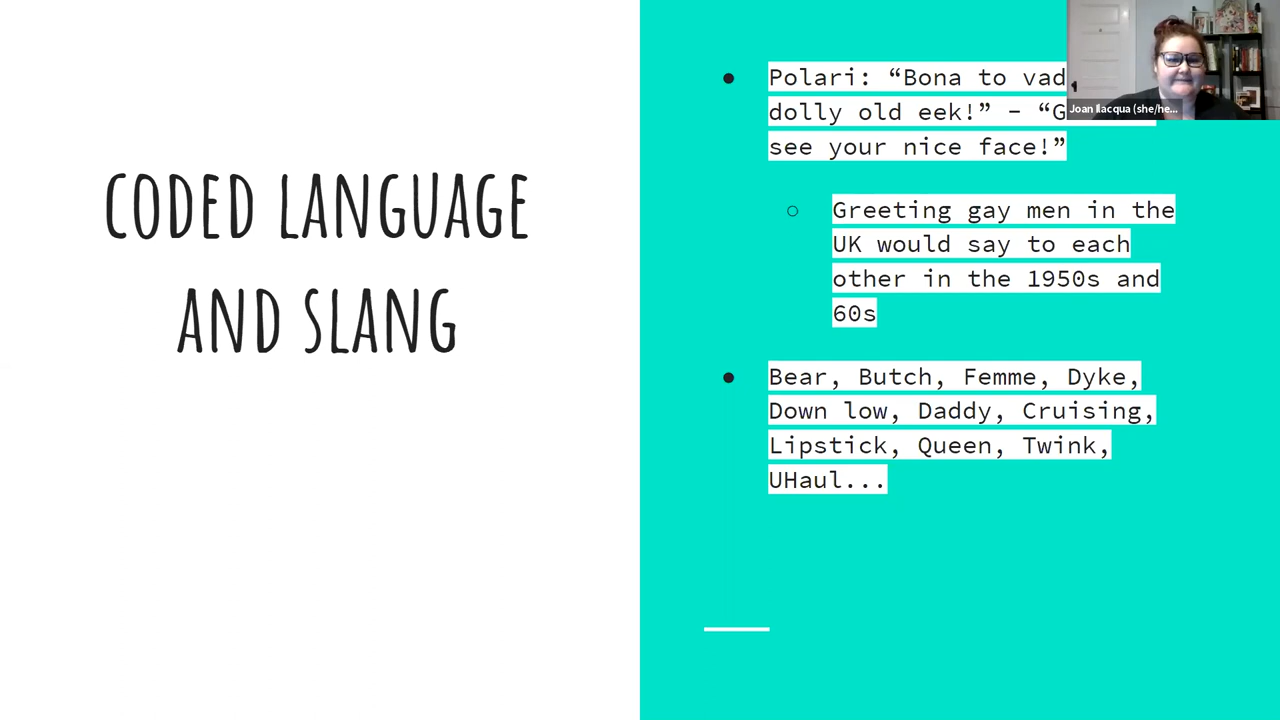 CODED LANGUAGE
AND SLANG
● Polari: “Bona to vad
dolly old eek!” – “G
see your nice face!”
○ Greeting gay men in the
UK would say to each
other in the 1950s and
60s
● Bear, Butch, Femme, Dyke,
Down low, Daddy, Cruising,
Lipstick, Queen, Twink,
UHaul...
Joan Ilacqua (she/he...